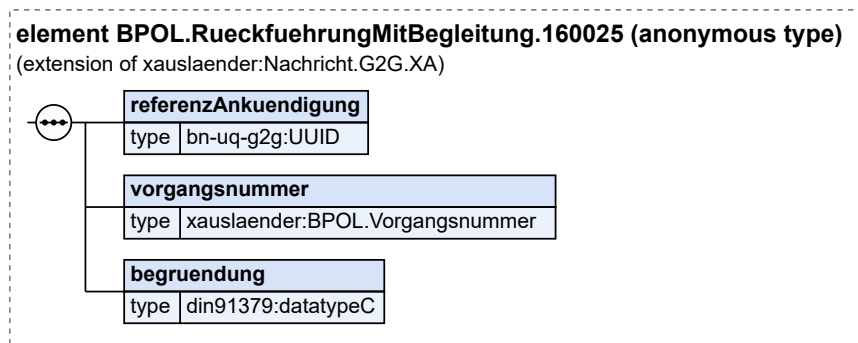 element BPOL.RueckfuehrungMitBegleitung.160025 (anonymous type)
(extension of xauslaender:Nachricht.G2G.XA)
referenzAnkuendigung
type bn-uq-g2g:UUID
vorgangsnummer
type xauslaender:BPOL.Vorgangsnummer
begruendung
type din91379:datatypeC